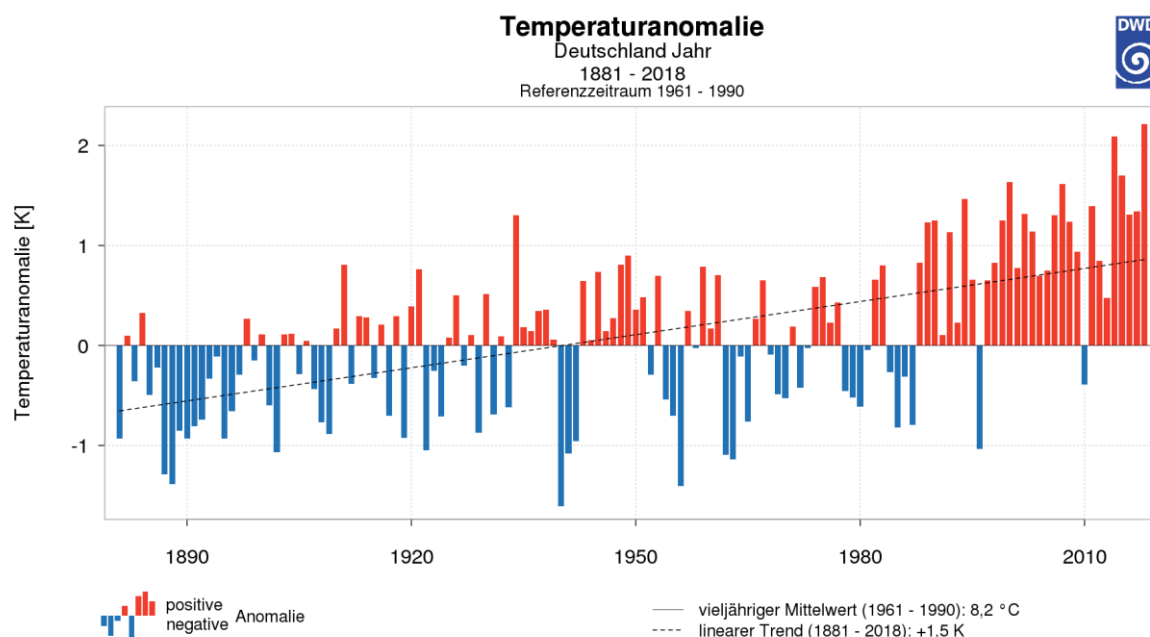 Temperaturanomalie
Deutschland Jahr
1881 - 2018
Referenzzeitraum 1961 - 1990
DWD
Temperaturanomalie [K]
2
1
0
-1
1890
1920
1950
1980
2010
positive
negative
Anomalie
vieljähriger Mittelwert (1961 - 1990): 8,2 °C
linearer Trend (1881 - 2018): +1.5 K